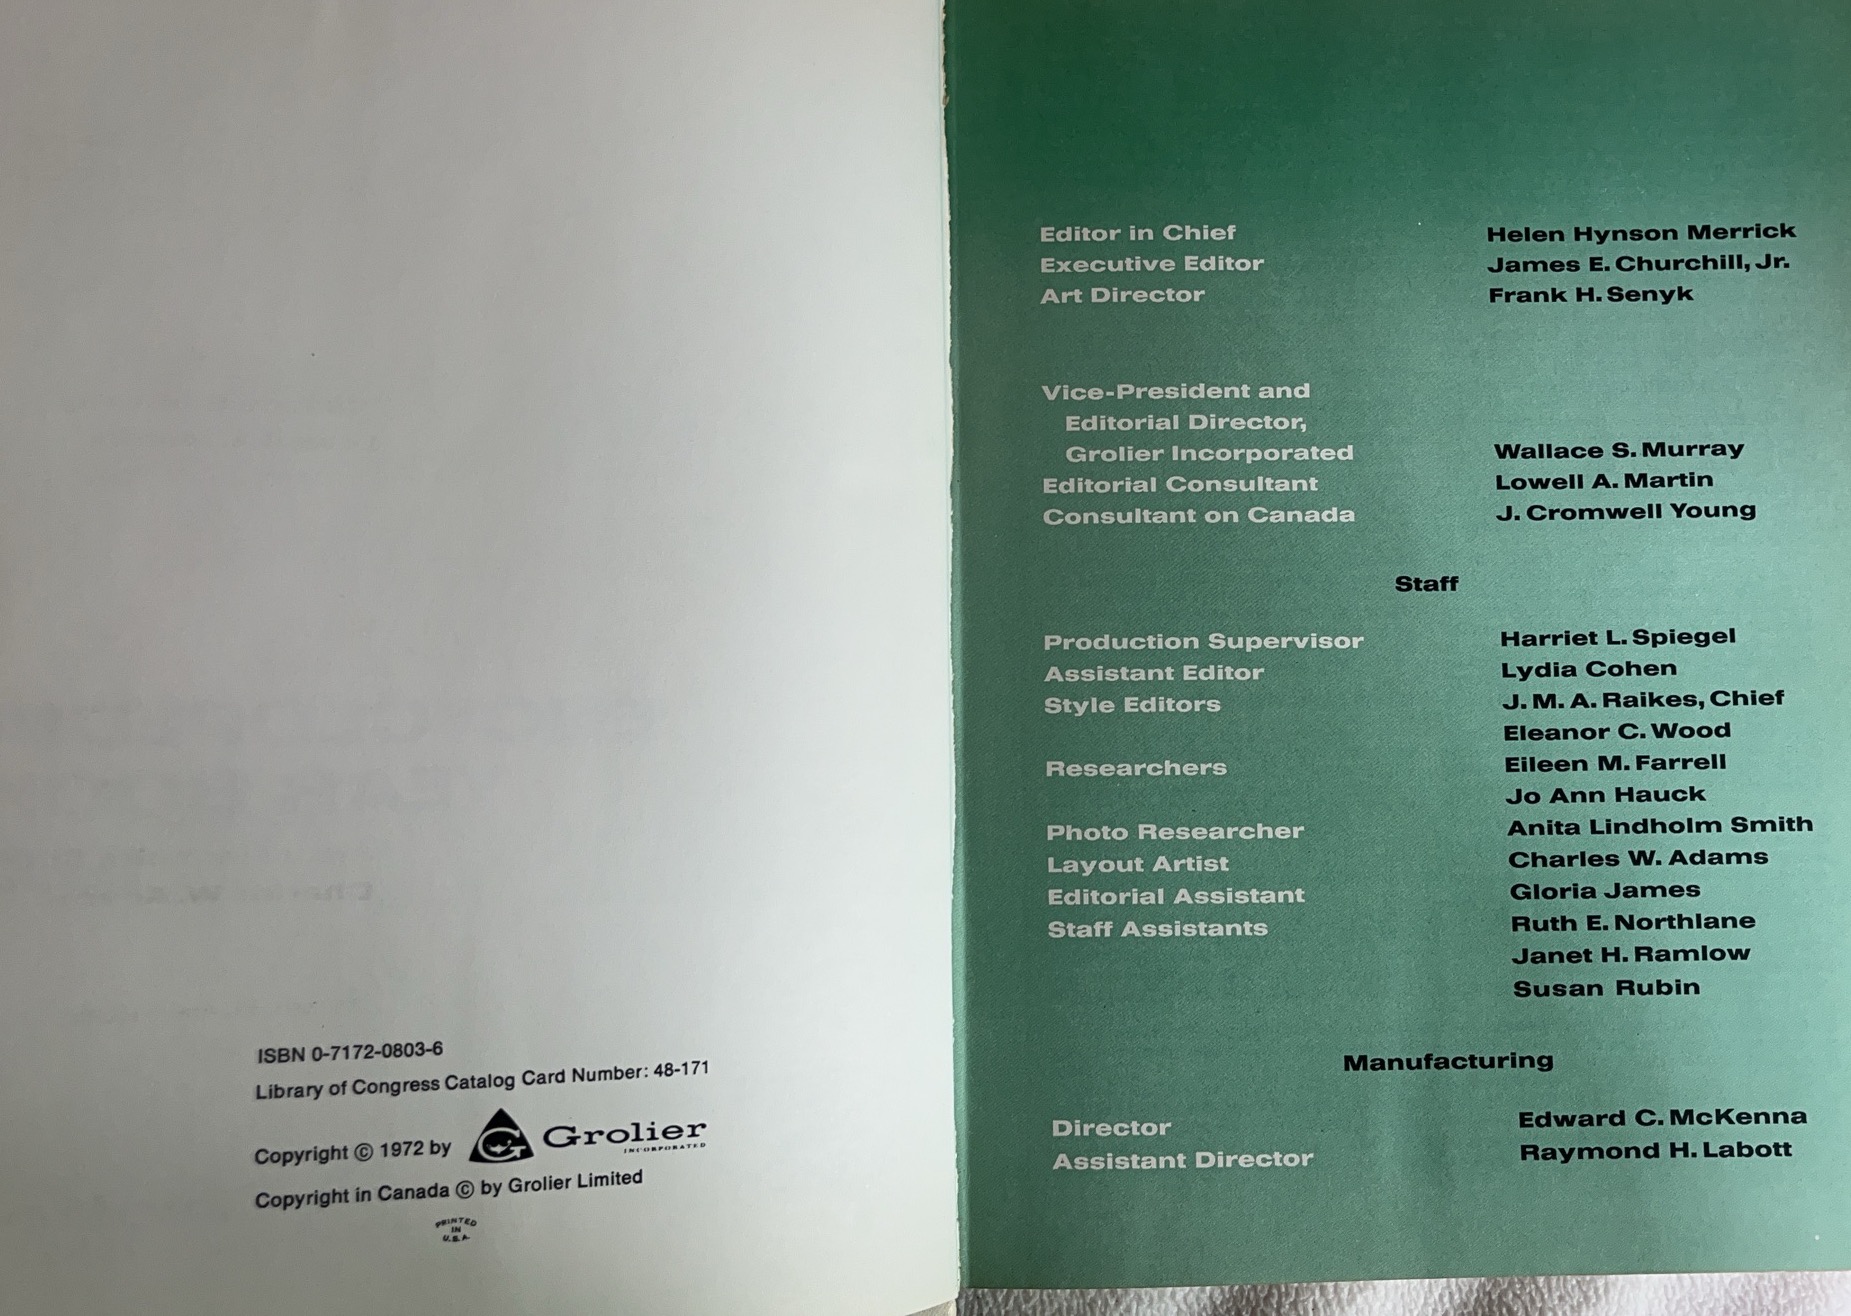 ISBN 0-7172-0803-6
Library of Congress Catalog Card Number: 48-171
Copyright © 1972 by Grolier
INCORPORATED
Copyright in Canada © by Grolier Limited
PRINTED
IN
U.S.A.
Editor in Chief Helen Hynson Merrick
Executive Editor James E. Churchill, Jr.
Art Director Frank H. Senyk
Vice-President and
Editorial Director,
Grolier Incorporated Wallace S. Murray
Editorial Consultant Lowell A. Martin
Consultant on Canada J. Cromwell Young
Staff
Production Supervisor Harriet L. Spiegel
Assistant Editor Lydia Cohen
Style Editors J. M. A. Raikes, Chief
Eleanor C. Wood
Researchers Eileen M. Farrell
Jo Ann Hauck
Photo Researcher Anita Lindholm Smith
Layout Artist Charles W. Adams
Editorial Assistant Gloria James
Staff Assistants Ruth E. Northlane
Janet H. Ramlow
Susan Rubin
Manufacturing
Director Edward C. McKenna
Assistant Director Raymond H. Labott